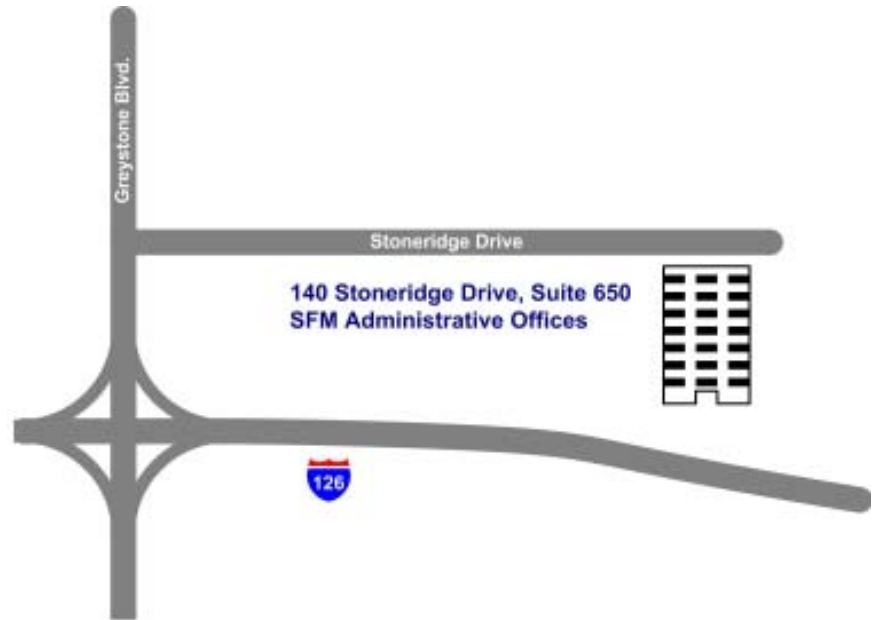 Greystone Blvd.
Stoneridge Drive
140 Stoneridge Drive, Suite 650
SFM Administrative Offices
126